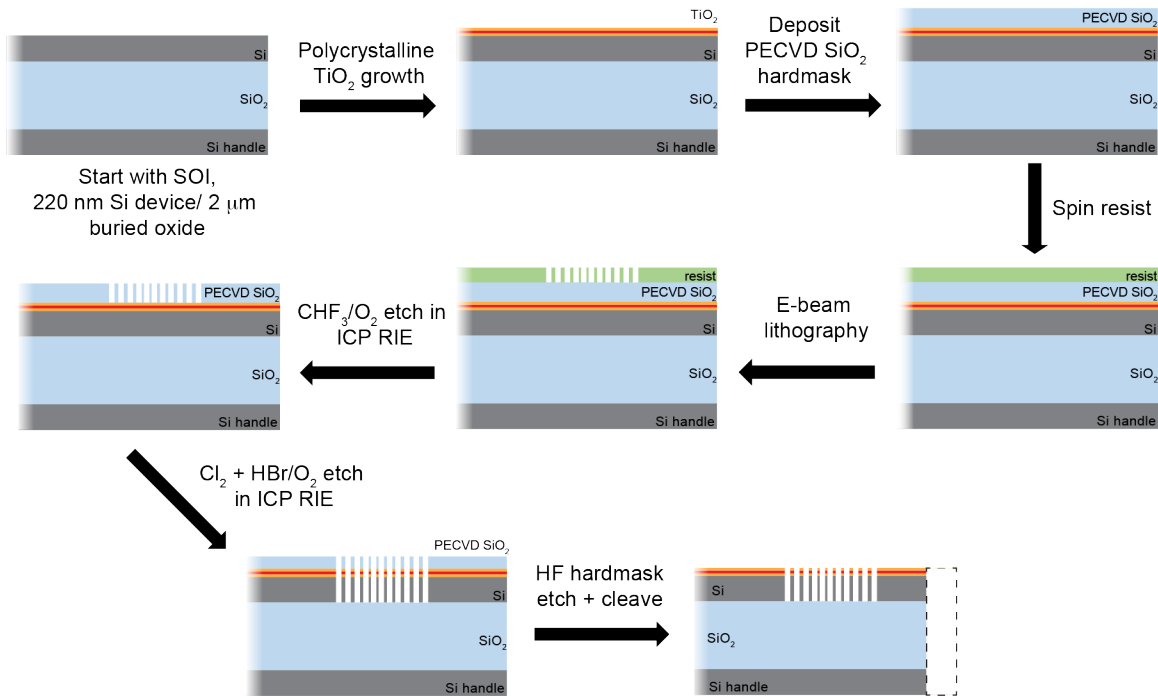 Si
SiO₂
Si handle
Start with SOI,
220 nm Si device/ 2 μm
buried oxide
Polycrystalline
TiO₂ growth
TiO₂
Si
SiO₂
Si handle
Deposit
PECVD SiO₂
hardmask
PECVD SiO₂
Si
SiO₂
Si handle
Spin resist
resist
PECVD SiO₂
Si
SiO₂
Si handle
E-beam
lithography
resist
PECVD SiO₂
Si
SiO₂
Si handle
CHF₃/O₂ etch in
ICP RIE
PECVD SiO₂
Si
SiO₂
Si handle
Cl₂ + HBr/O₂ etch
in ICP RIE
PECVD SiO₂
Si
SiO₂
Si handle
HF hardmask
etch + cleave
Si
SiO₂
Si handle